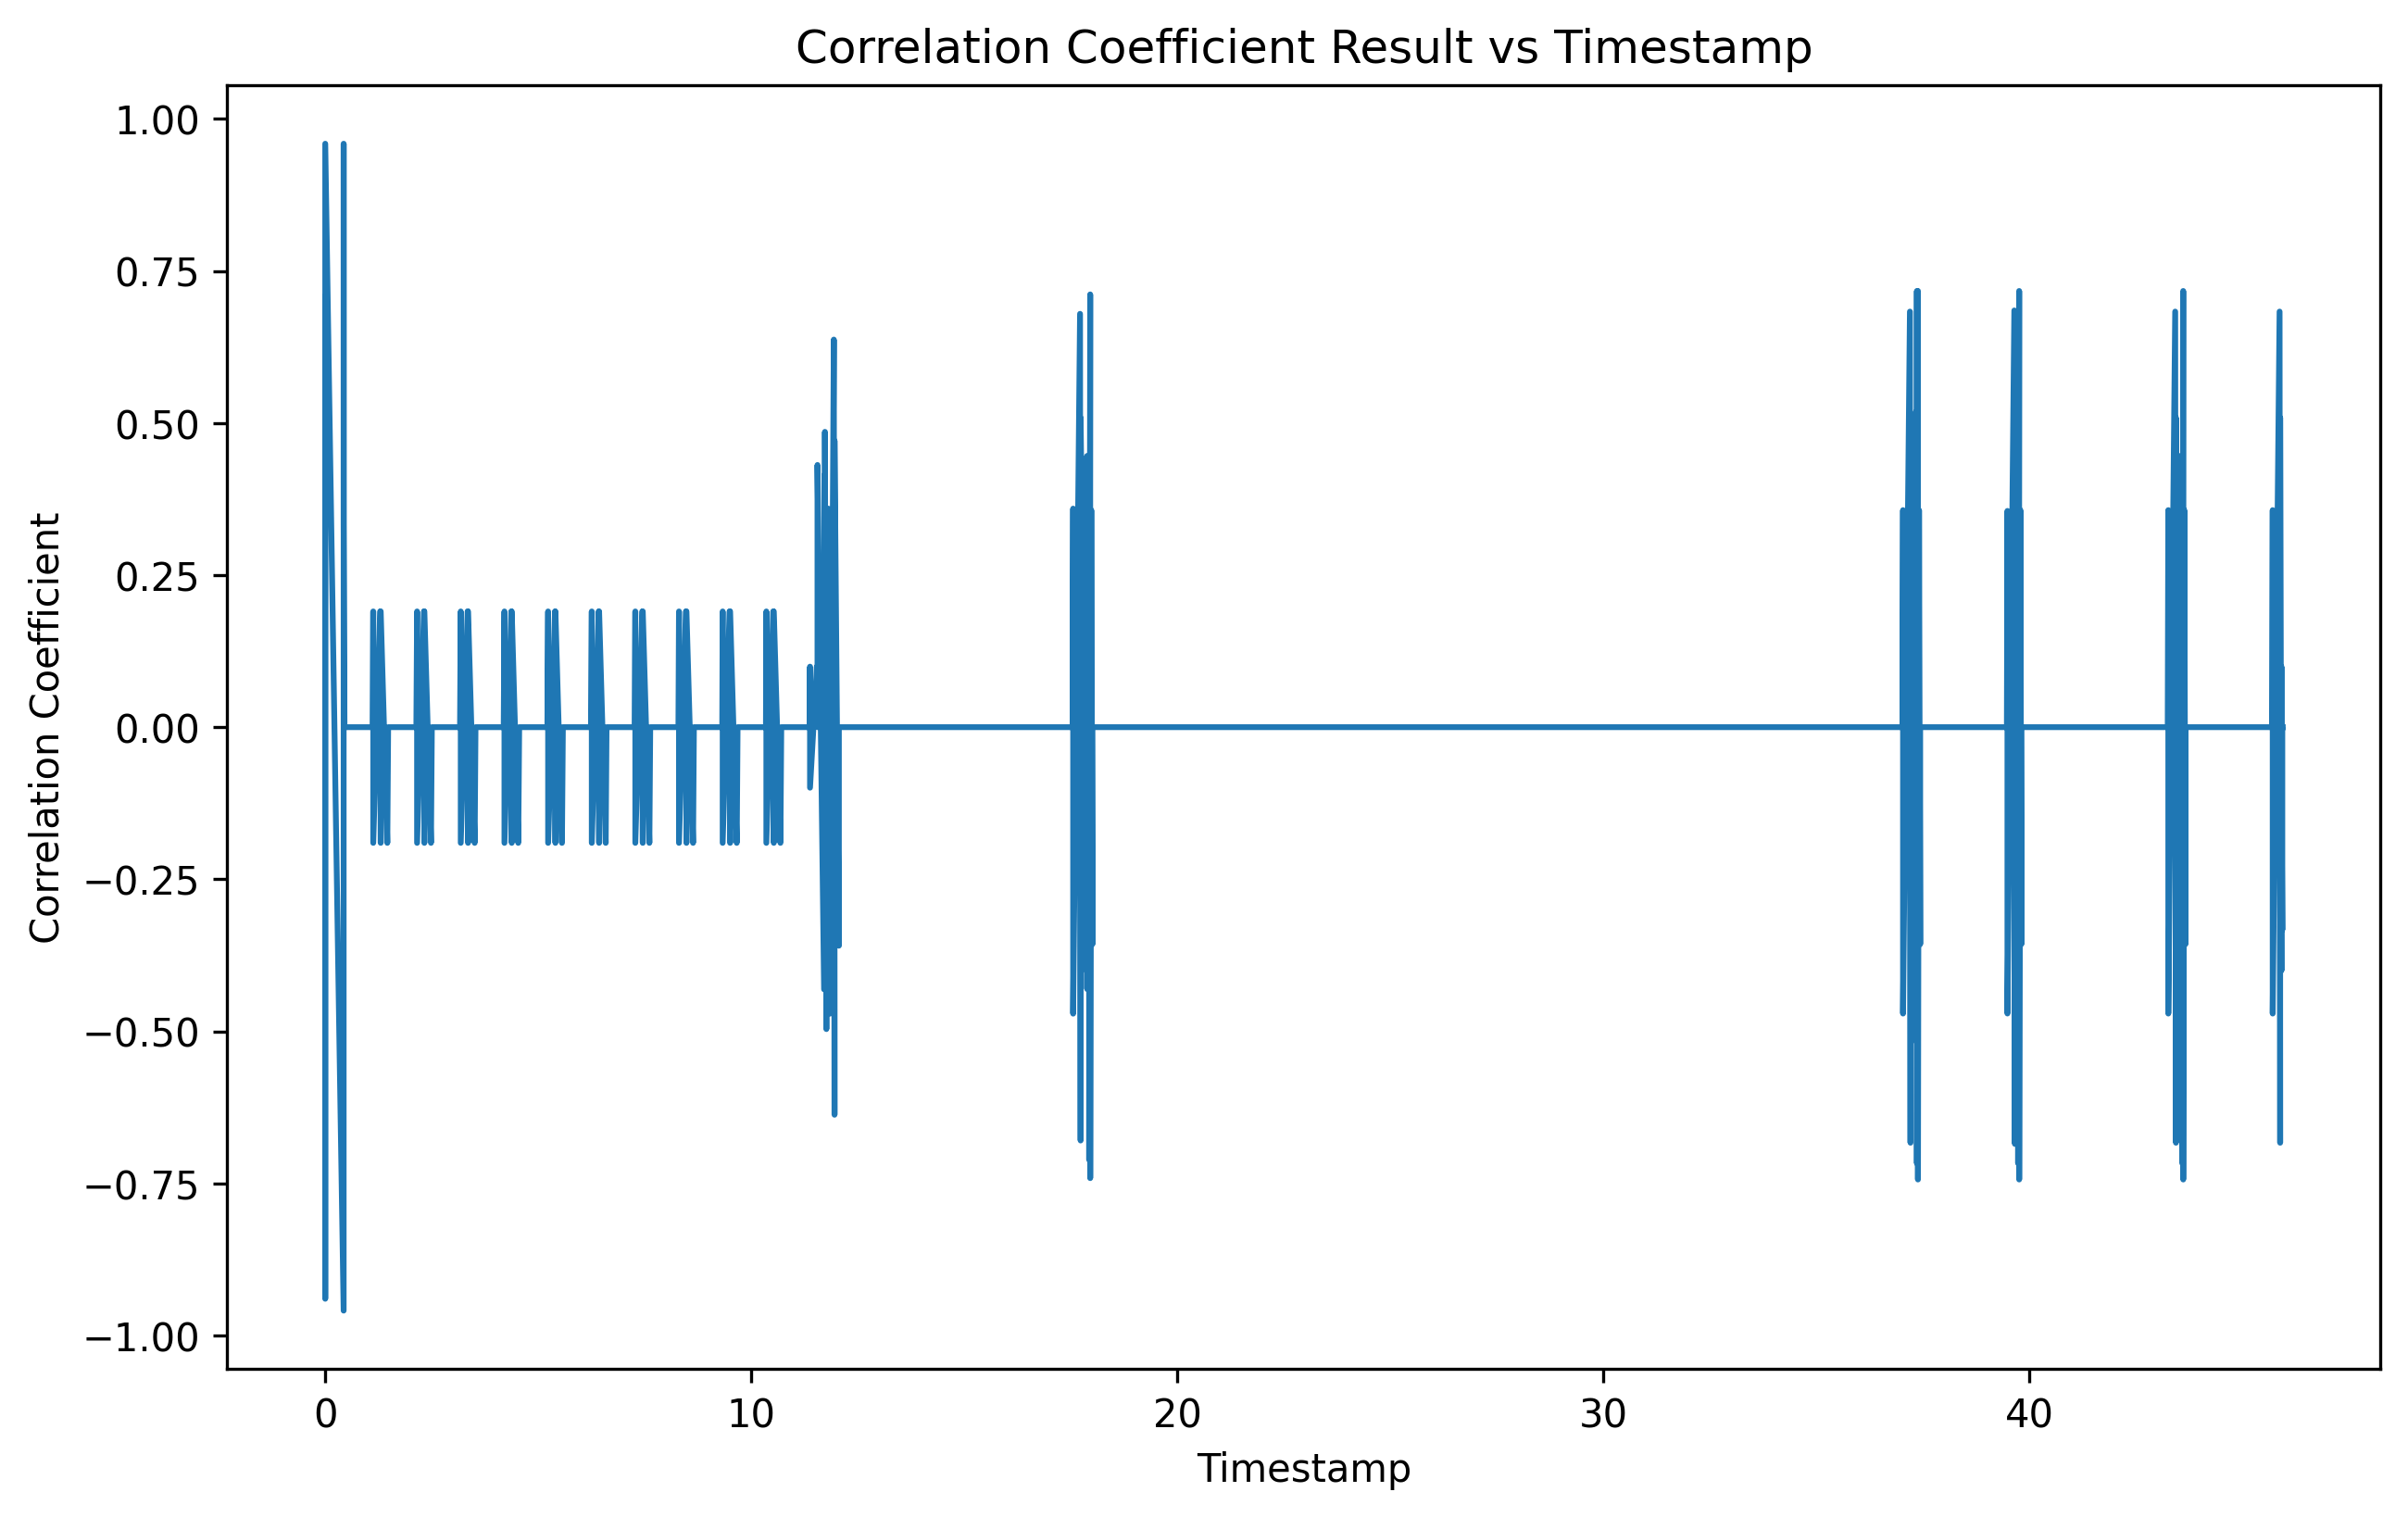 Correlation Coefficient Result vs Timestamp
1.00
0.75
0.50
0.25
0.00
−0.25
−0.50
−0.75
−1.00
Correlation Coefficient
0 10 20 30 40
Timestamp